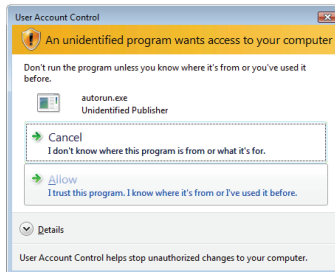 User Account Control
An unidentified program wants access to your computer
Don't run the program unless you know where it's from or you've used it
before.
autorun.exe
Unidentified Publisher
Cancel
I don't know where this program is from or what it's for.
Allow
I trust this program. I know where it's from or I've used it before.
Details
User Account Control helps stop unauthorized changes to your computer.